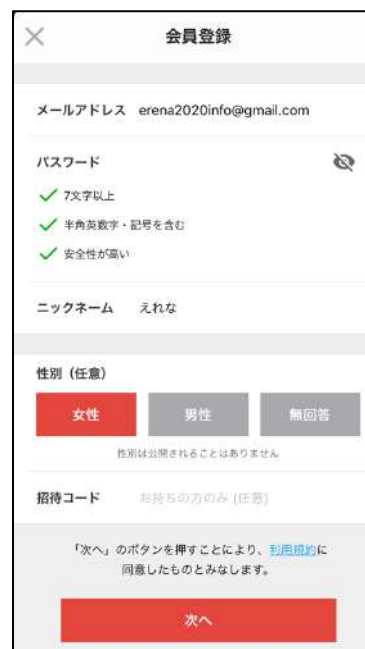 会員登録
メールアドレス erena2020info@gmail.com
パスワード
7文字以上
半角英数字・記号を含む
安全性が高い
ニックネーム えれな
性別（任意）
女性 男性 無回答
性別は公開されることはありません
招待コード お持ちの方のみ (任意)
「次へ」のボタンを押すことにより、利用規約に
同意したものとみなします。
次へ